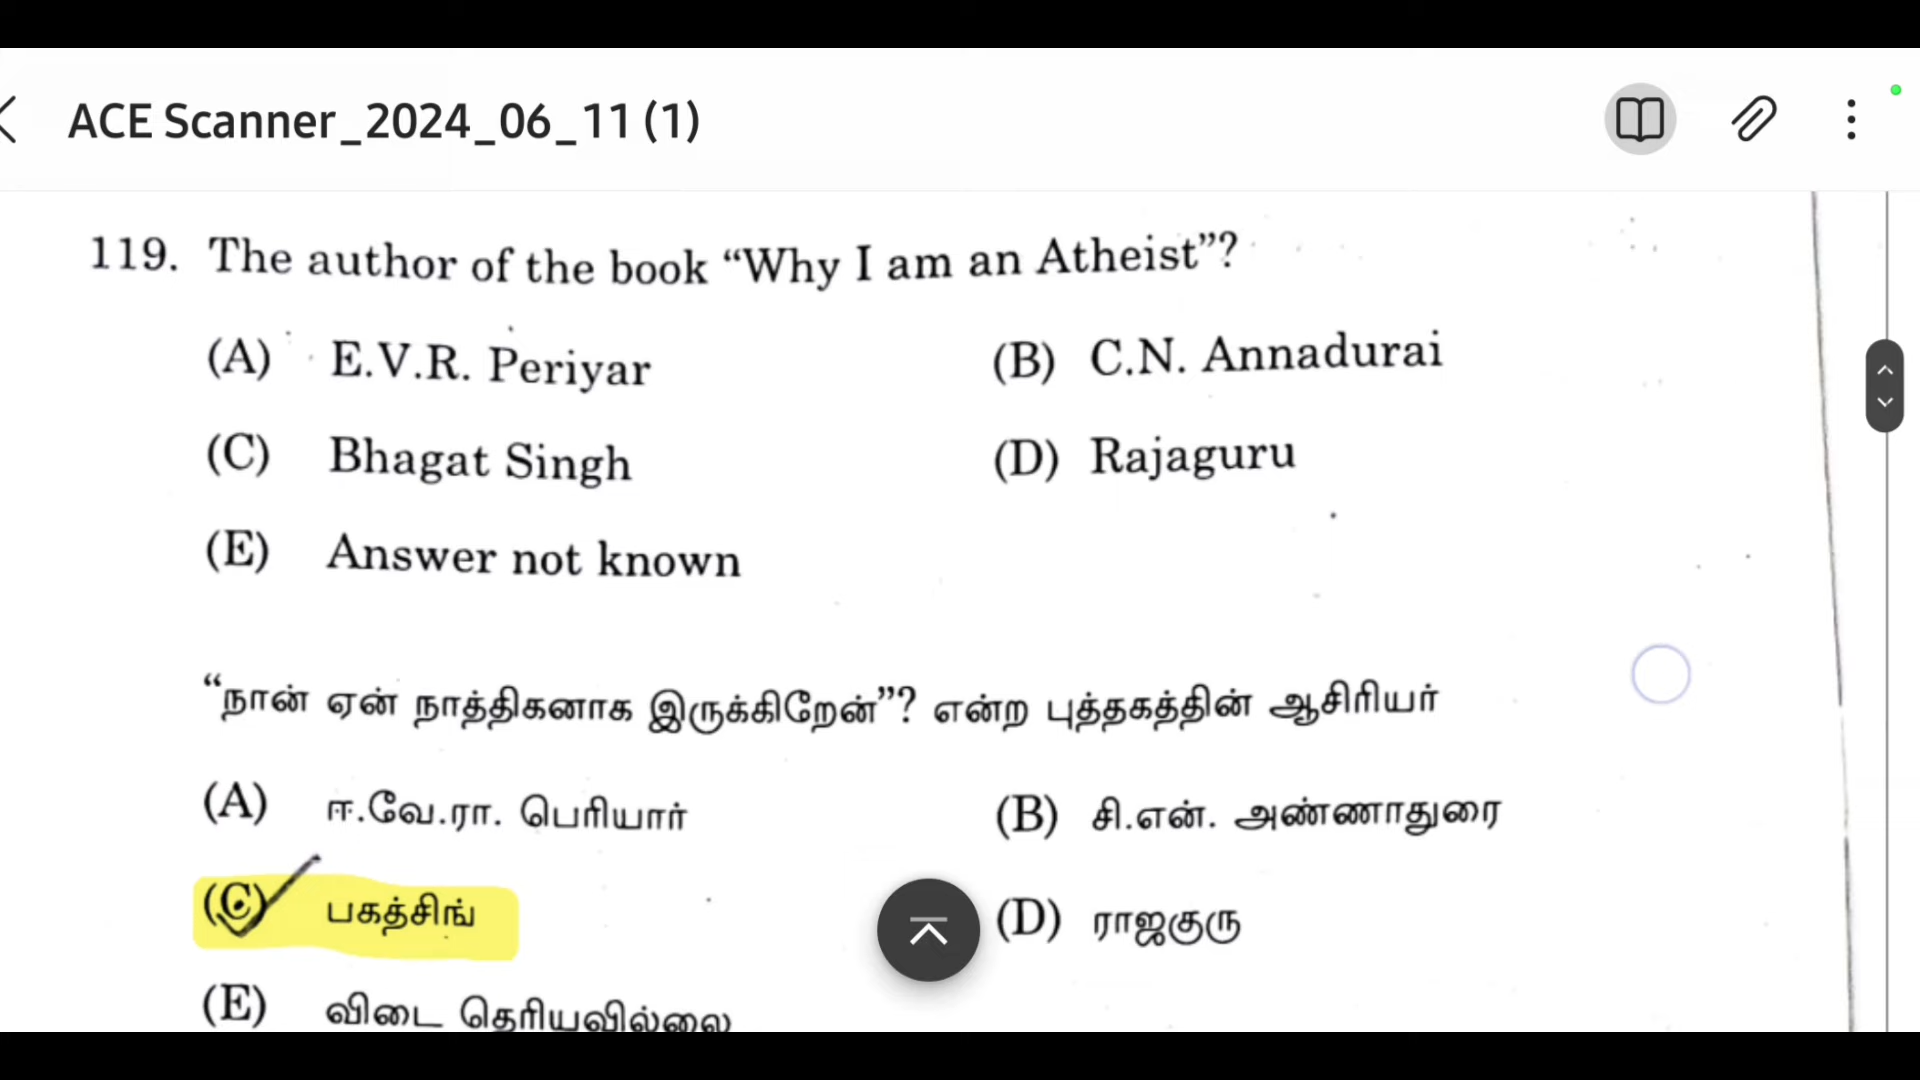 ACE Scanner_2024_06_11 (1)
119. The author of the book “Why I am an Atheist”?
(A) E.V.R. Periyar (B) C.N. Annadurai
(C) Bhagat Singh (D) Rajaguru
(E) Answer not known
“நான் ஏன் நாத்திகனாக இருக்கிறேன்”? என்ற புத்தகத்தின் ஆசிரியர்
(A) ஈ.வே.ரா. பெரியார் (B) சி.என். அண்ணாதுரை
(C) பகத்சிங் (D) ராஜகுரு
(E) விடை தெரியவில்லை